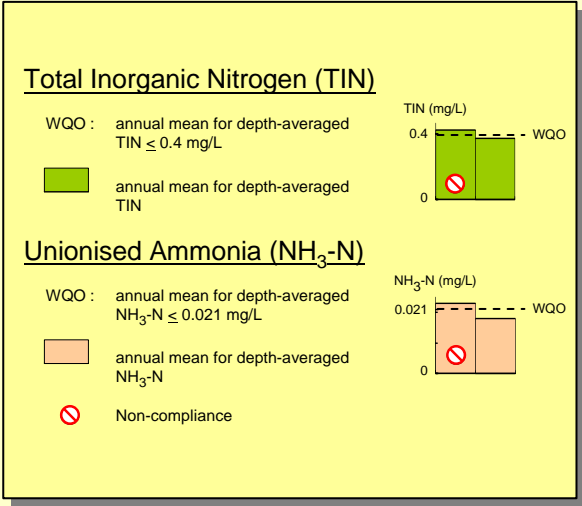 Total Inorganic Nitrogen (TIN)
WQO : annual mean for depth-averaged
TIN ≤ 0.4 mg/L
annual mean for depth-averaged
TIN
TIN (mg/L)
0.4
WQO
0
Unionised Ammonia (NH3-N)
WQO : annual mean for depth-averaged
NH3-N ≤ 0.021 mg/L
annual mean for depth-averaged
NH3-N
Non-compliance
NH3-N (mg/L)
0.021
WQO
0